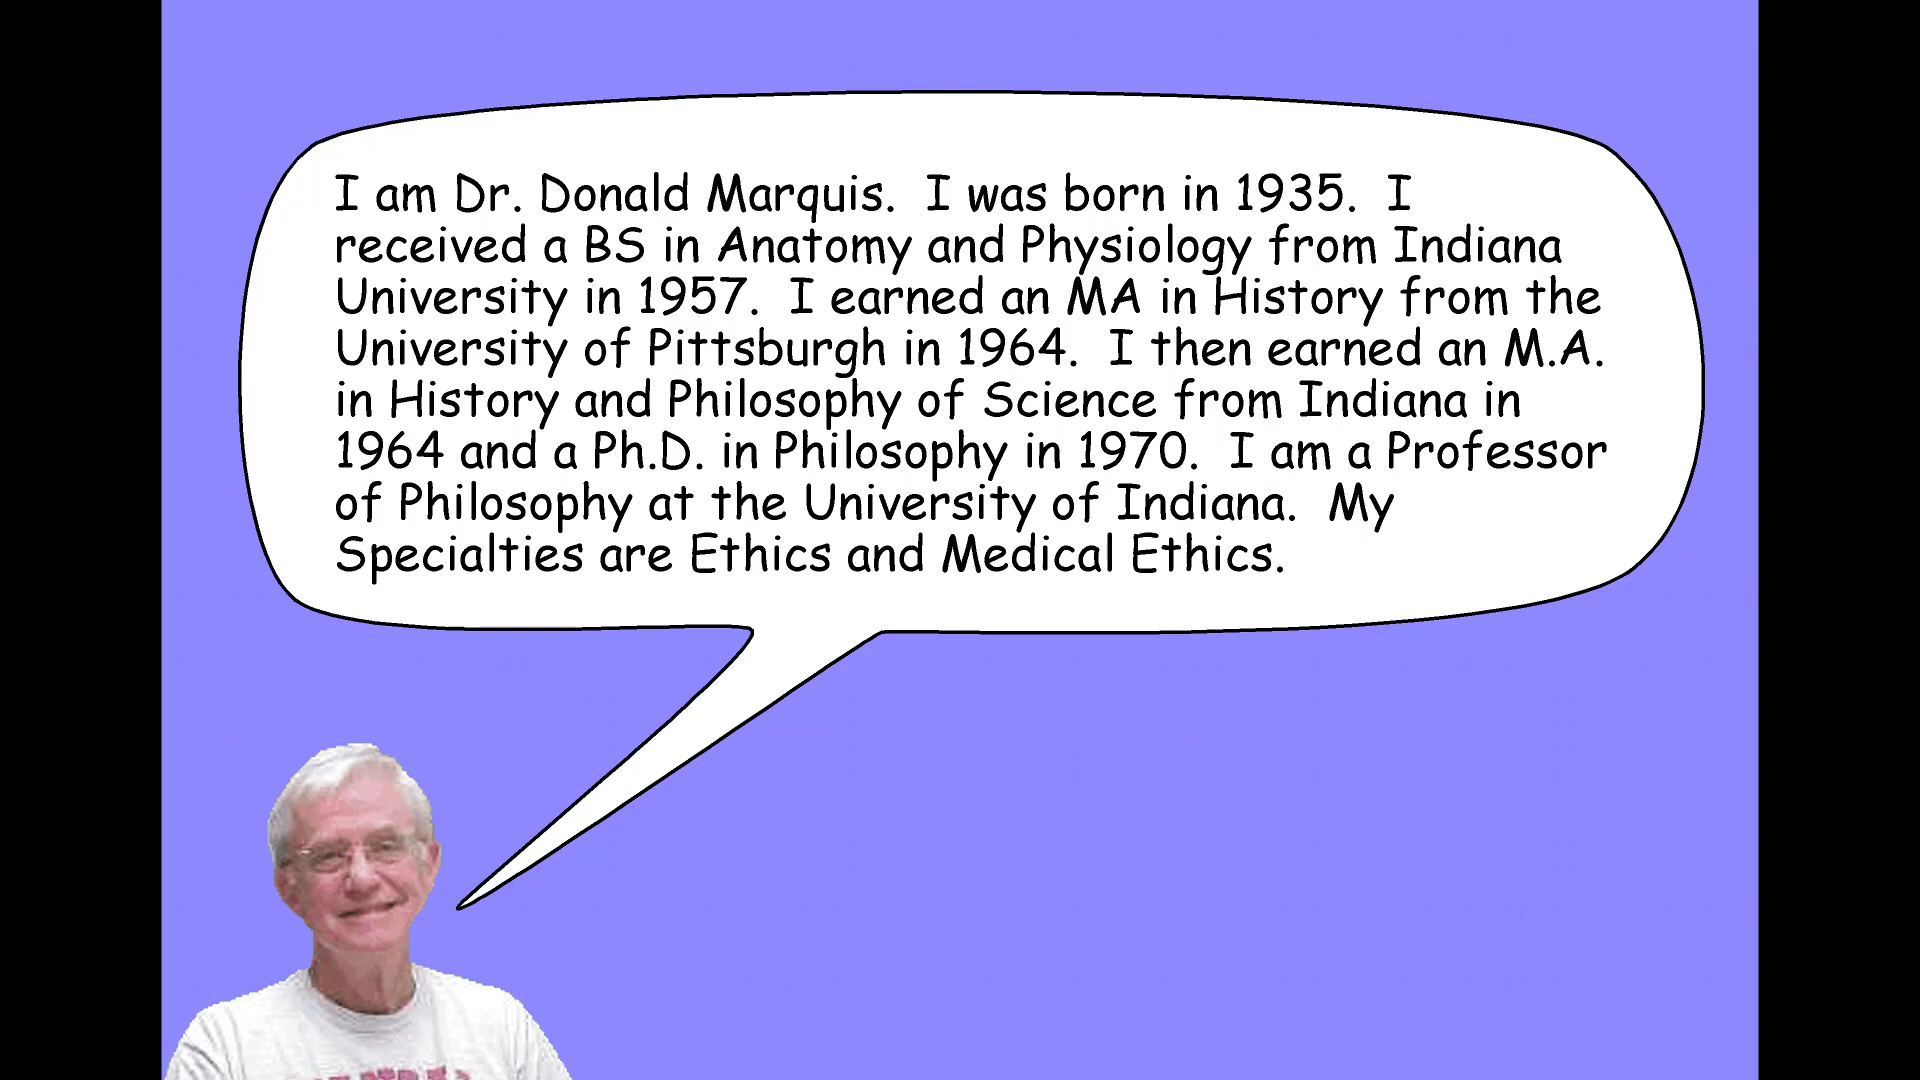 I am Dr. Donald Marquis.  I was born in 1935.  I
received a BS in Anatomy and Physiology from Indiana
University in 1957.  I earned an MA in History from the
University of Pittsburgh in 1964.  I then earned an M.A.
in History and Philosophy of Science from Indiana in
1964 and a Ph.D. in Philosophy in 1970.  I am a Professor
of Philosophy at the University of Indiana.  My
Specialties are Ethics and Medical Ethics.